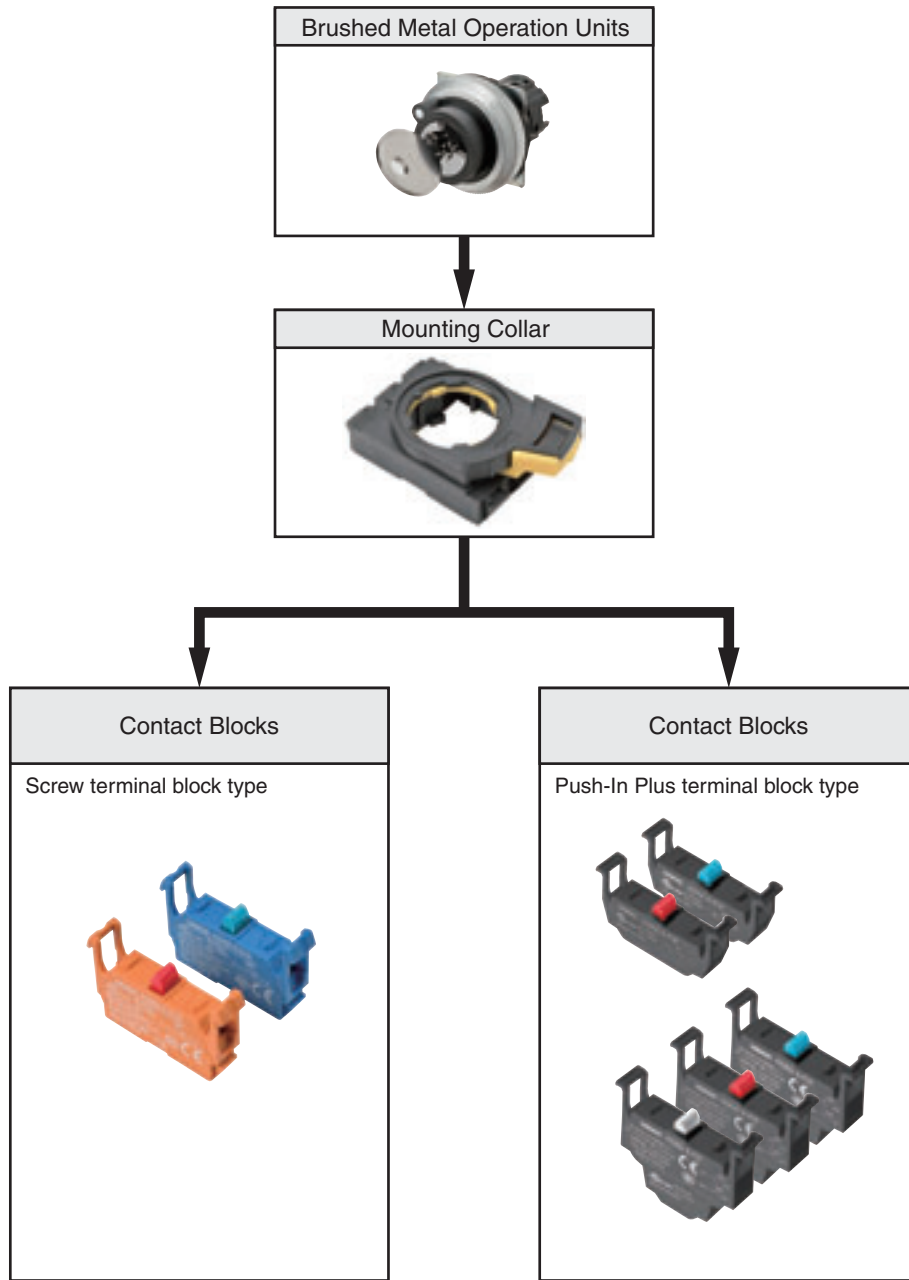 Brushed Metal Operation Units
Mounting Collar
Contact Blocks
Screw terminal block type
Contact Blocks
Push-In Plus terminal block type